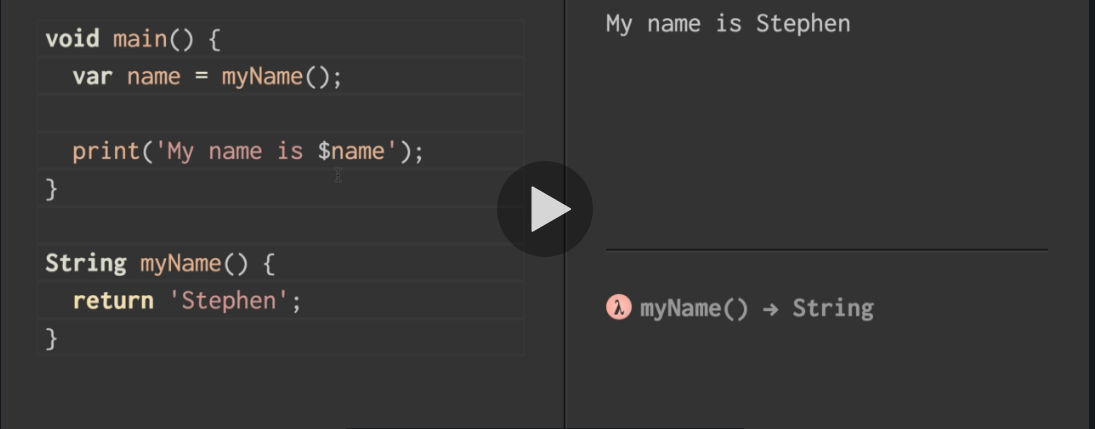 void main() {
  var name = myName();
  print('My name is $name');
}
String myName() {
  return 'Stephen';
}
My name is Stephen
λ myName() → String